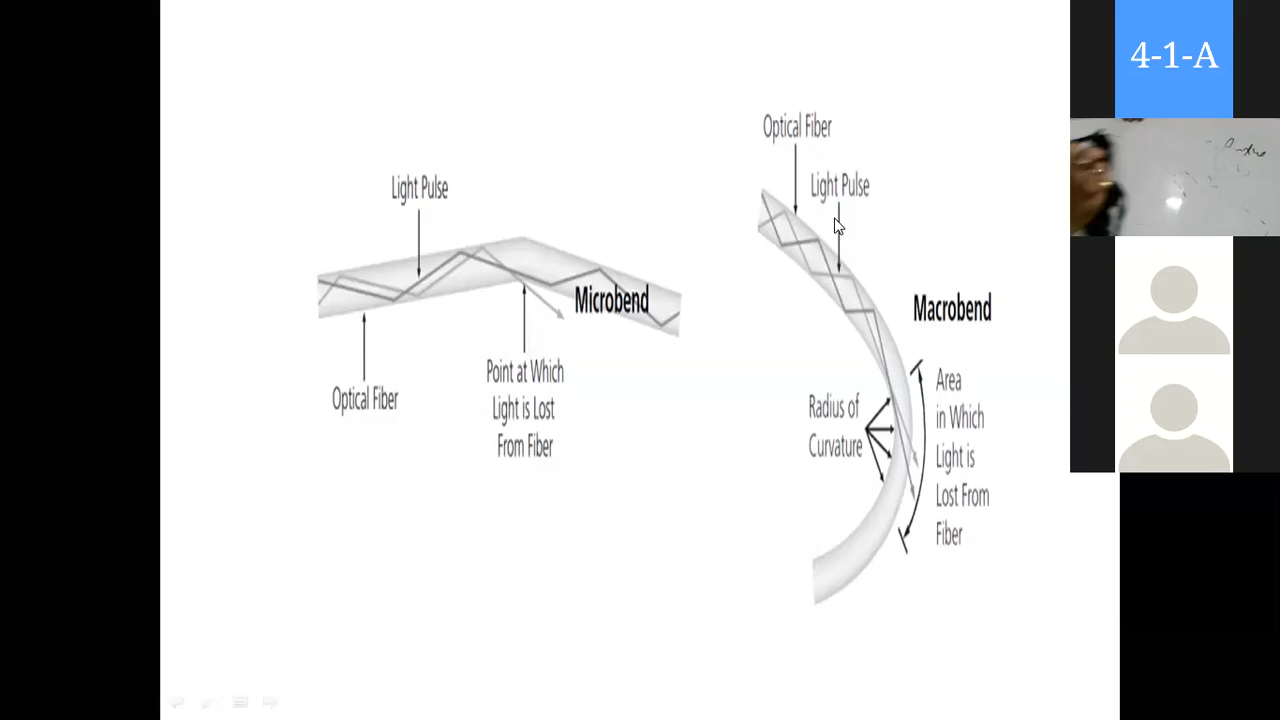 Light Pulse
Optical Fiber
Point at Which
Light is Lost
From Fiber
Microbend
Optical Fiber
Light Pulse
Macrobend
Radius of
Curvature
Area
in Which
Light is
Lost From
Fiber
4-1-A